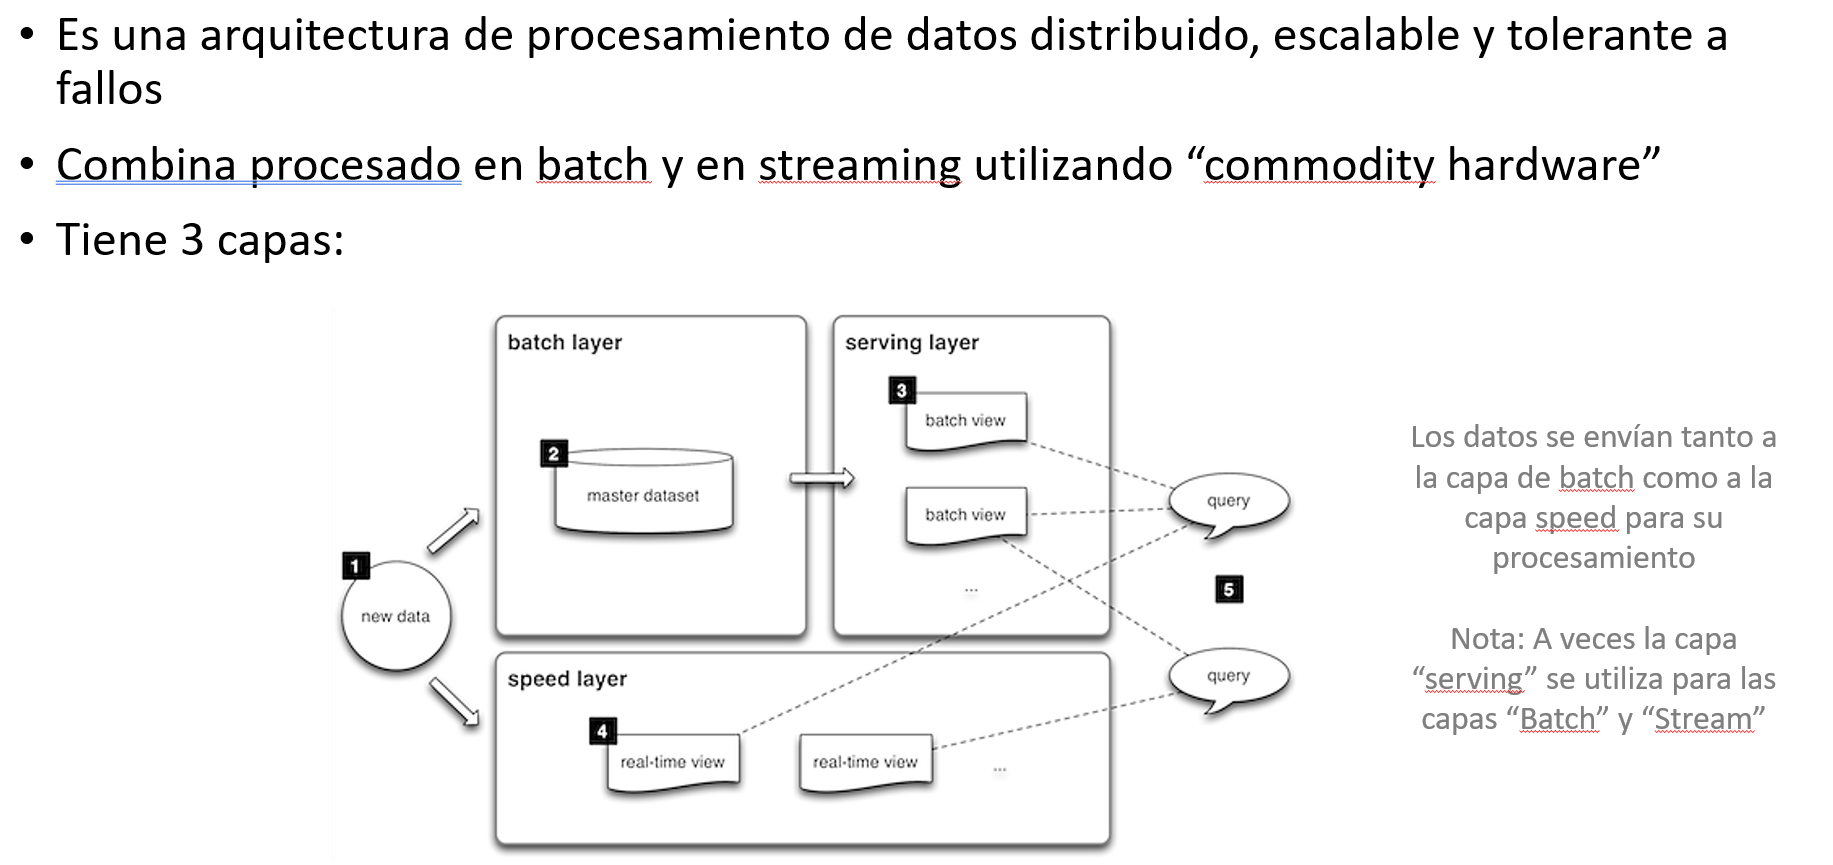 • Es una arquitectura de procesamiento de datos distribuido, escalable y tolerante a
fallos
• Combina procesado en batch y en streaming utilizando “commodity hardware”
• Tiene 3 capas:
batch layer
2
master dataset
serving layer
3
batch view
batch view
...
1
new data
speed layer
4
real-time view
real-time view
...
query
5
query
Los datos se envían tanto a
la capa de batch como a la
capa speed para su
procesamiento
Nota: A veces la capa
“serving” se utiliza para las
capas “Batch” y “Stream”